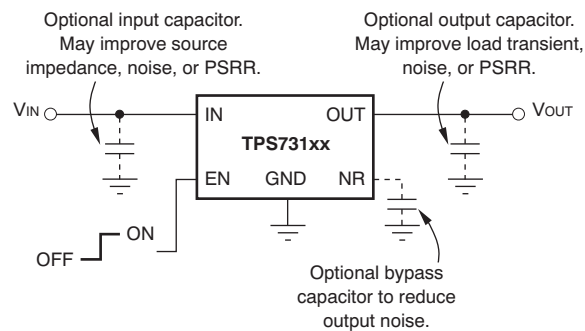 Optional input capacitor.
May improve source
impedance, noise, or PSRR.
Optional output capacitor.
May improve load transient,
noise, or PSRR.
VIN
IN
OUT
VOUT
TPS731xx
EN
GND
NR
ON
OFF
Optional bypass
capacitor to reduce
output noise.